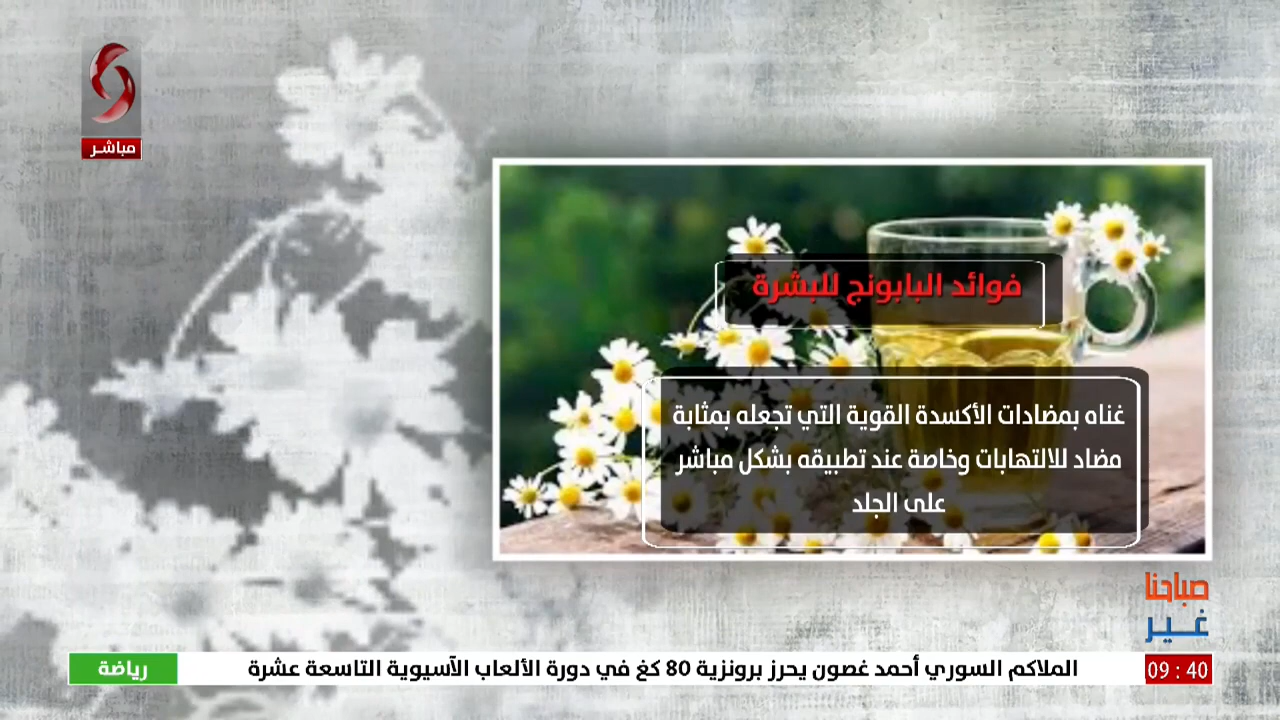 مباشر
فوائد البابونج للبشرة
غناه بمضادات الأكسدة القوية التي تجعله بمثابة
مضاد للالتهابات وخاصة عند تطبيقه بشكل مباشر
على الجلد
صباحنا
غير
رياضة
الملاكم السوري أحمد غصون يحرز برونزية 80 كغ في دورة الألعاب الآسيوية التاسعة عشرة
09 : 40